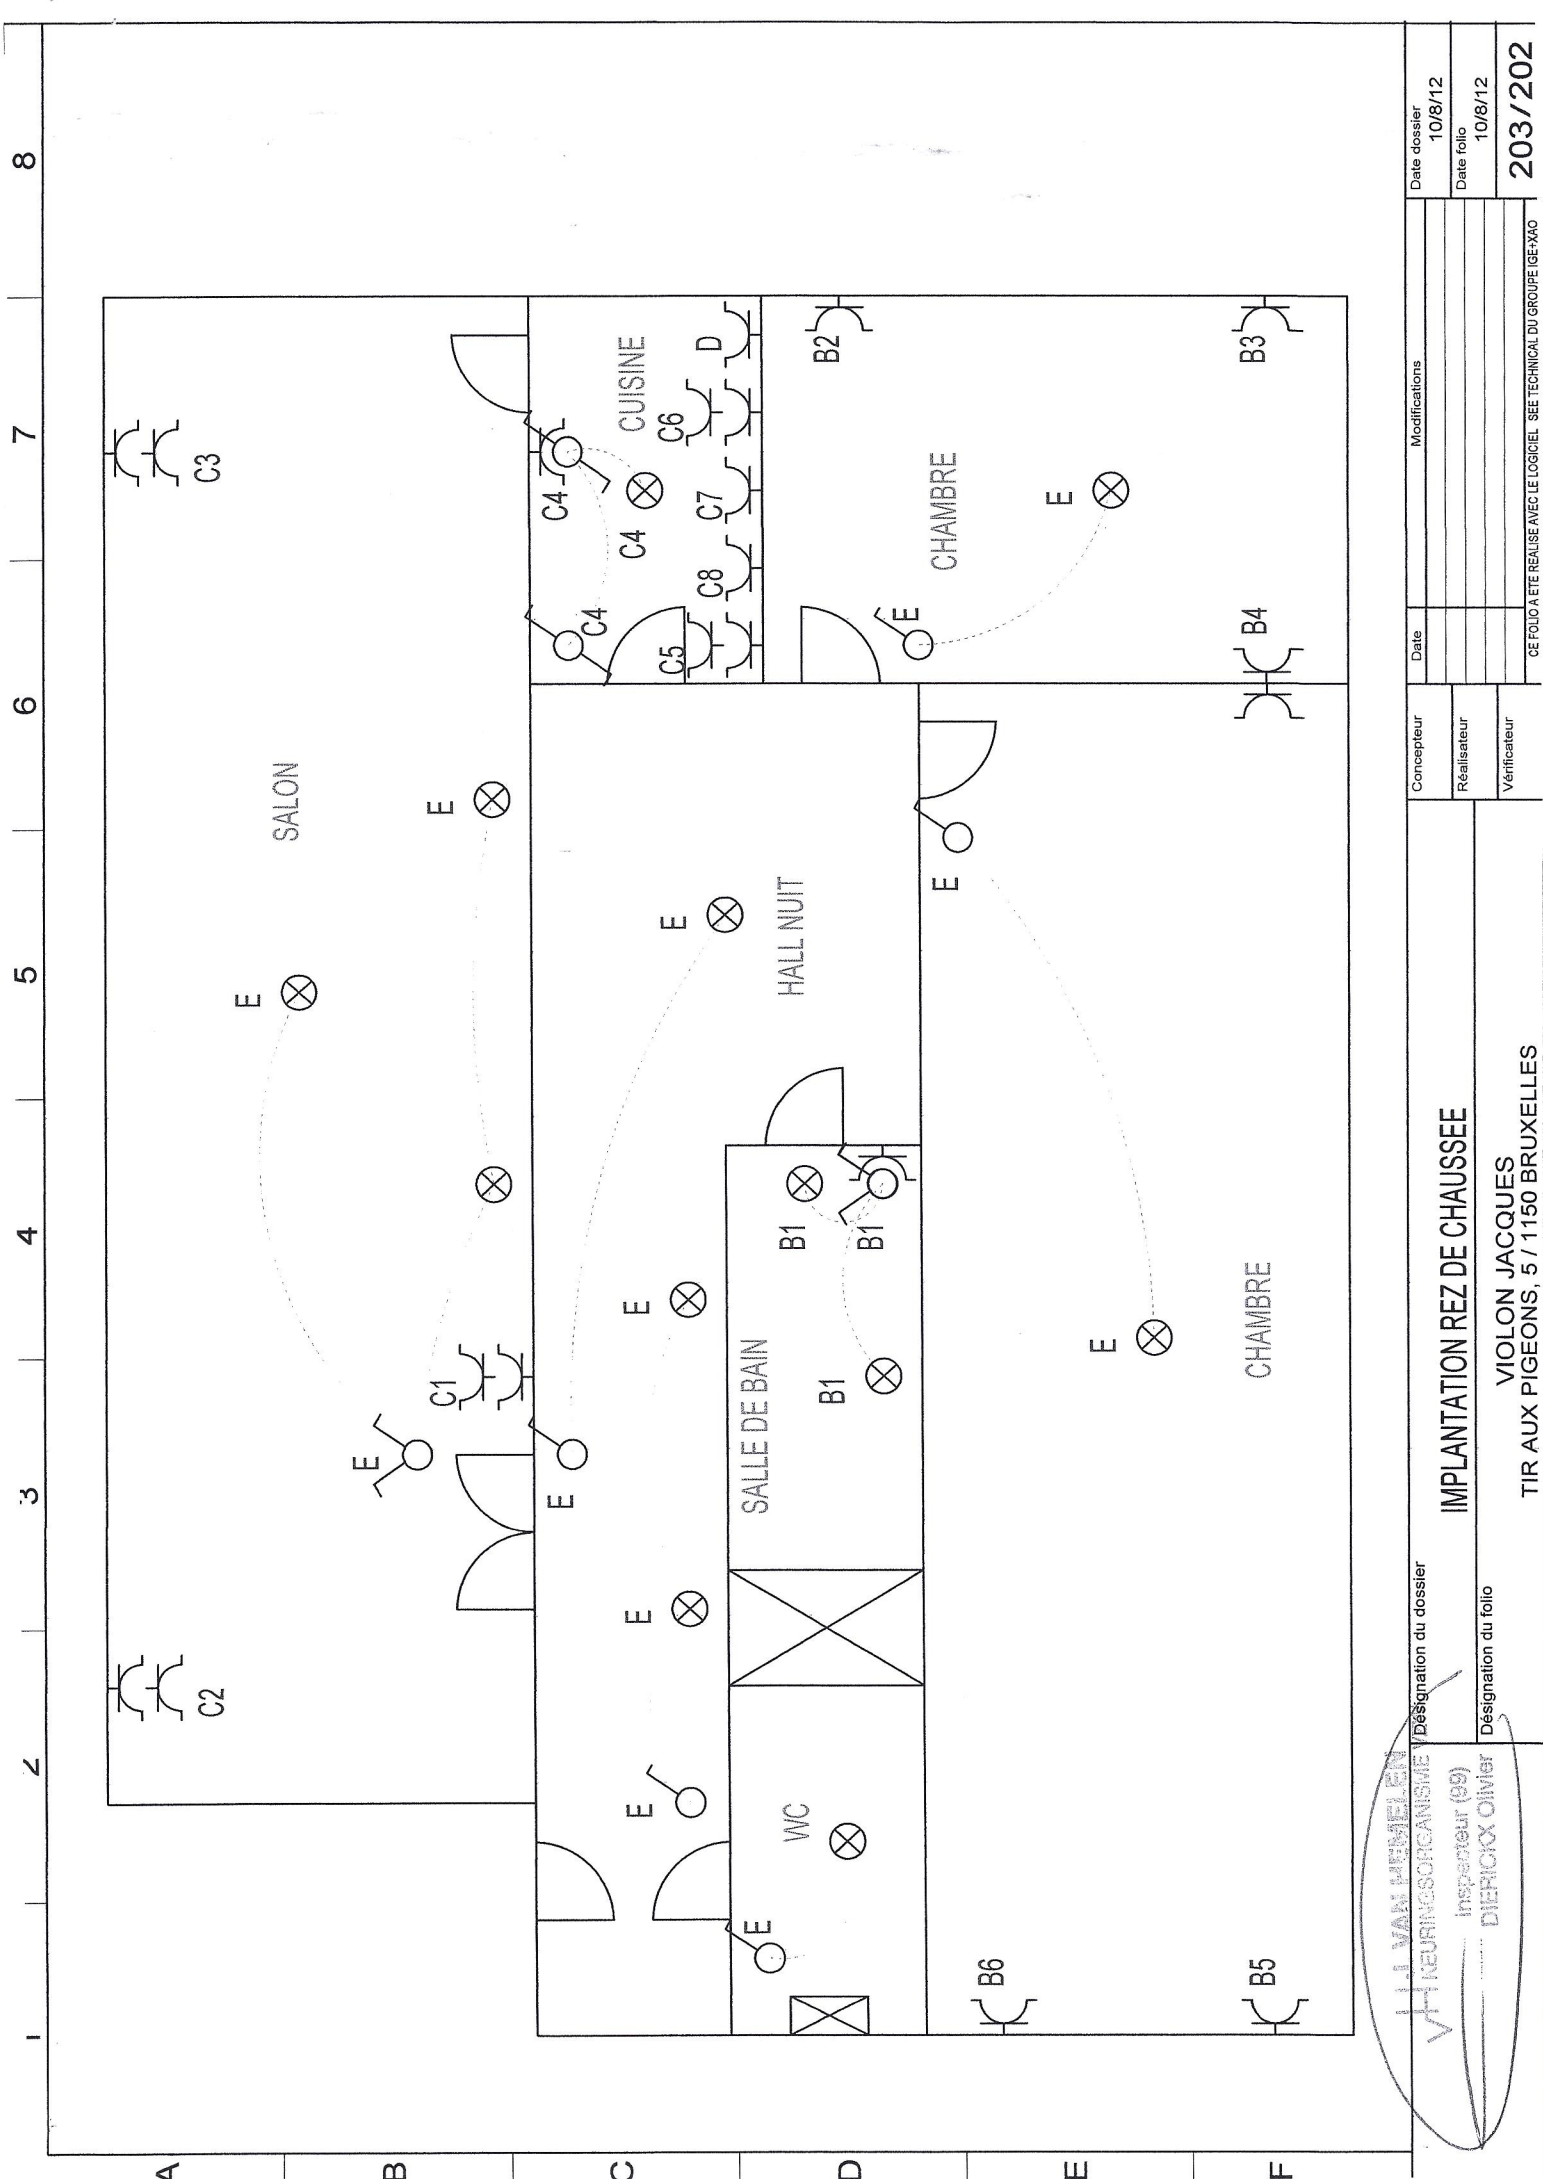 1 2 3 4 5 6 7 8
A
B
C
D
E
F
C2
C3
SALON
E
E
E
C1
E
C4
C4
C4
CUISINE
C5
C8
C7
C6
D
E
E
E
E
HALL NUIT
SALLE DE BAIN
B1
B1
B1
WC
E
CHAMBRE
B2
B3
B4
E
E
E
E
CHAMBRE
B6
B5
VAN HEMELEN
KEURINGSORGANISME
Inspecteur (99)
DIERICKX Olivier
Désignation du dossier
IMPLANTATION REZ DE CHAUSSEE
Désignation du folio
VIOLON JACQUES
TIR AUX PIGEONS, 5 / 1150 BRUXELLES
Concepteur
Réalisateur
Vérificateur
Date
Modifications
CE FOLIO A ETE REALISE AVEC LE LOGICIEL SEE TECHNICAL DU GROUPE IGE+XAO
Date dossier
10/8/12
Date folio
10/8/12
203/202